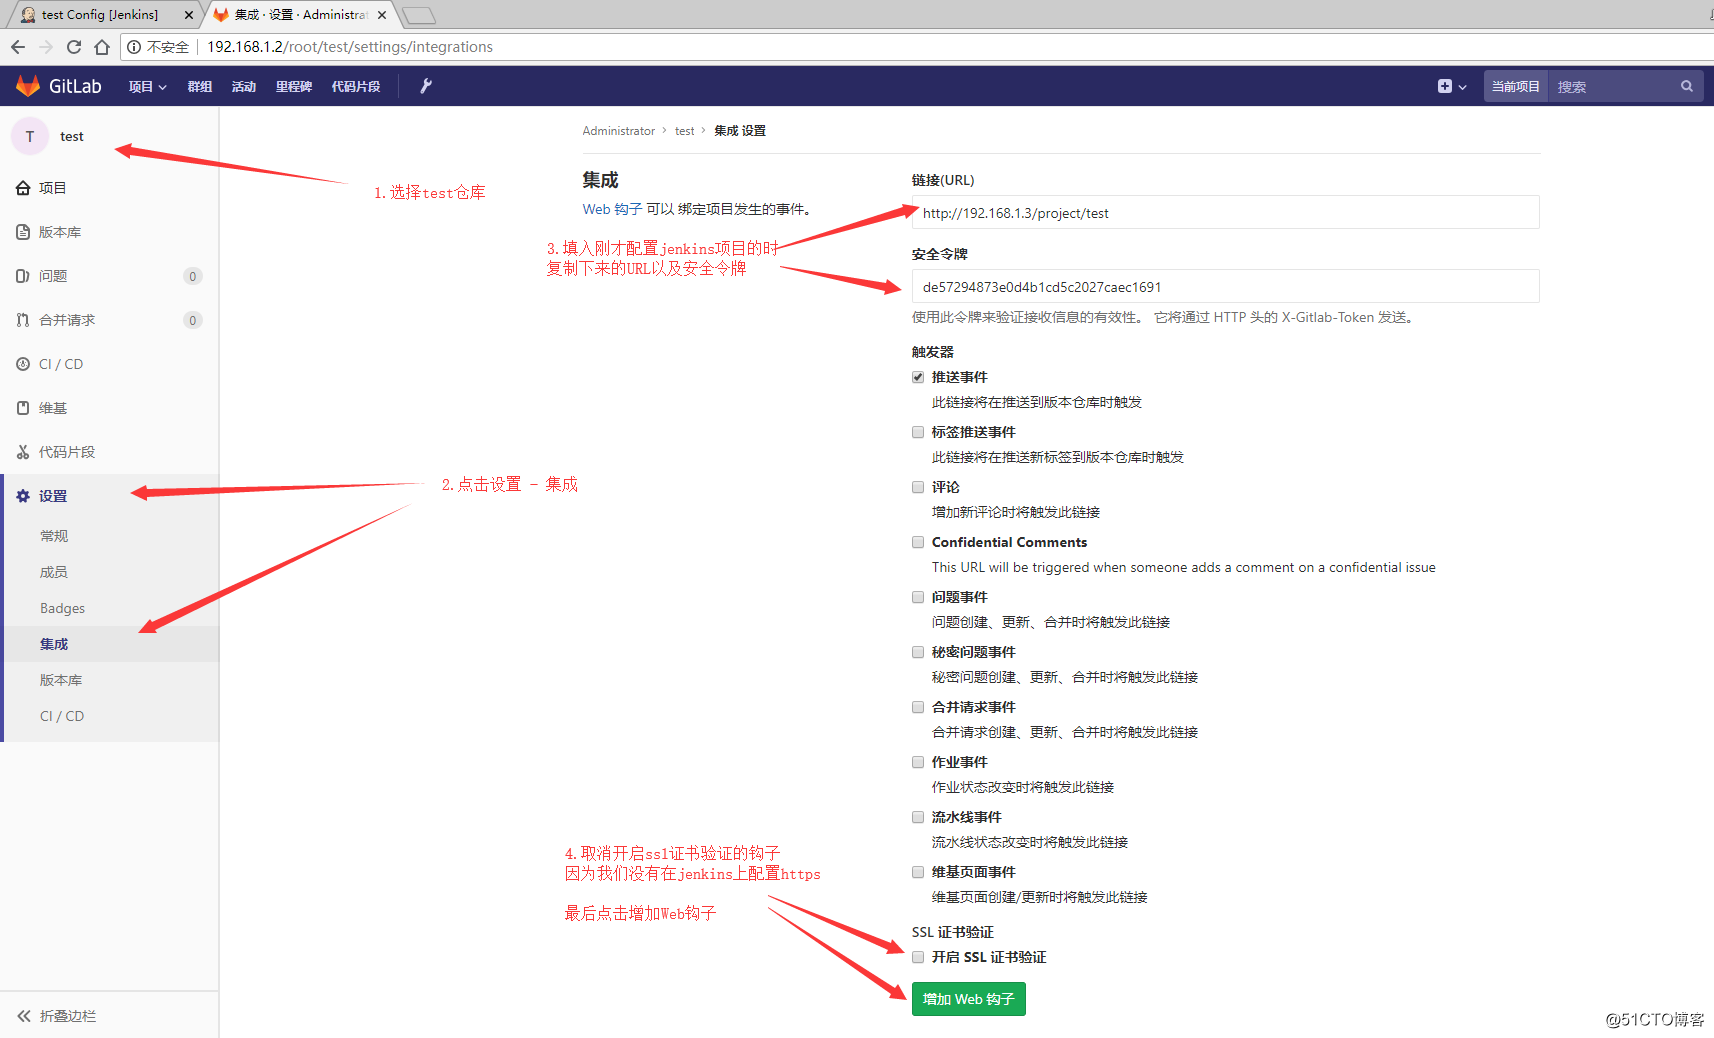 test Config [Jenkins]
集成 · 设置 · Administra
不安全
192.168.1.2/root/test/settings/integrations
GitLab
项目
群组
活动
里程碑
代码片段
当前项目
搜索
T
test
项目
版本库
问题
0
合并请求
0
CI / CD
维基
代码片段
设置
常规
成员
Badges
集成
版本库
CI / CD
折叠边栏
1.选择test仓库
2.点击设置 - 集成
Administrator > test > 集成 设置
集成
Web 钩子 可以 绑定项目发生的事件。
3.填入刚才配置jenkins项目的时
复制下来的URL以及安全令牌
链接(URL)
http://192.168.1.3/project/test
安全令牌
de57294873e0d4b1cd5c2027caec1691
使用此令牌来验证接收信息的有效性。 它将通过 HTTP 头的 X-Gitlab-Token 发送。
触发器
推送事件
此链接将在推送到版本仓库时触发
标签推送事件
此链接将在推送新标签到版本仓库时触发
评论
增加新评论时将触发此链接
Confidential Comments
This URL will be triggered when someone adds a comment on a confidential issue
问题事件
问题创建、更新、合并时将触发此链接
秘密问题事件
秘密问题创建、更新、合并时将触发此链接
合并请求事件
合并请求创建、更新、合并时将触发此链接
作业事件
作业状态改变时将触发此链接
流水线事件
流水线状态改变时将触发此链接
维基页面事件
维基页面创建/更新时将触发此链接
4.取消开启ssl证书验证的钩子
因为我们没有在jenkins上配置https
最后点击增加Web钩子
SSL 证书验证
开启 SSL 证书验证
增加 Web 钩子
@51CTO博客